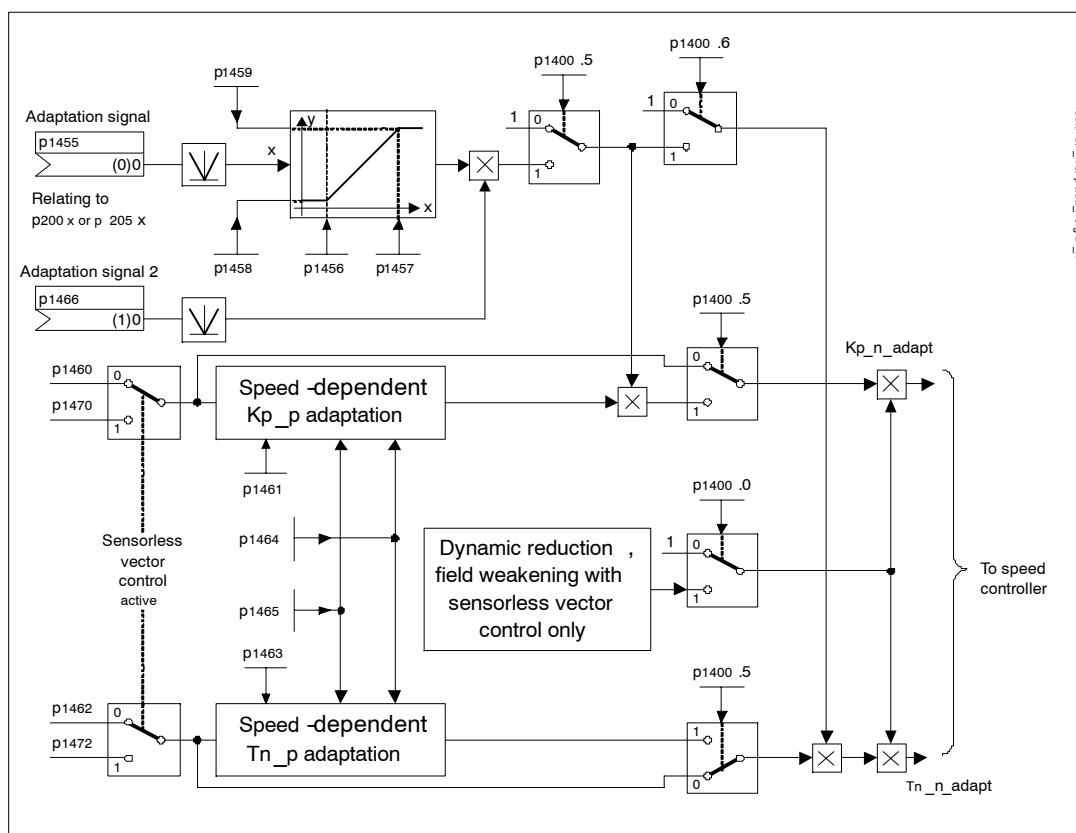 p1400 .6
p1400 .5
p1459
Adaptation signal
p1455
(0)0
Relating to
p200 x or p 205 x
x
y
x
1
0
1
1
0
1
p1458
p1456
p1457
Adaptation signal 2
p1466
(1)0
p1400 .5
0
1
Kp_n_adapt
p1460
0
p1470
1
Speed -dependent
Kp _p adaptation
p1461
p1464
Sensorless
vector
control
active
p1465
p1400 .0
Dynamic reduction ,
field weakening with
sensorless vector
control only
1
0
1
To speed
controller
p1463
p1400 .5
p1462
0
p1472
1
Speed -dependent
Tn _p adaptation
1
0
Tn _n_adapt